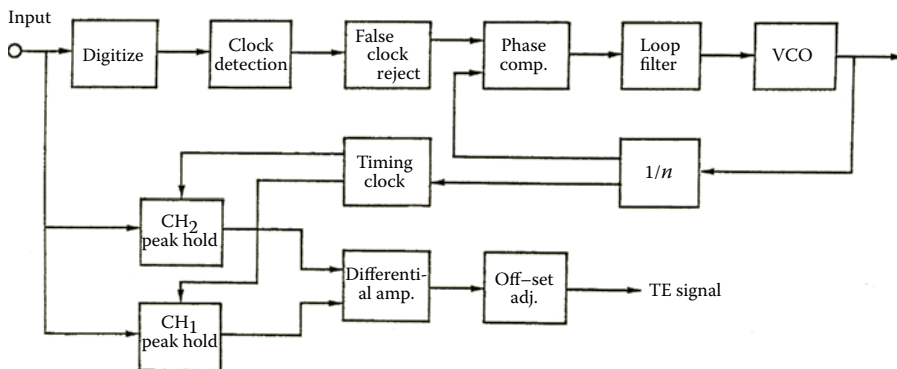 Input
Digitize
Clock
detection
False
clock
reject
Phase
comp.
Loop
filter
VCO
Timing
clock
1/n
CH2
peak hold
Differenti-
al amp.
Off-set
adj.
TE signal
CH1
peak hold